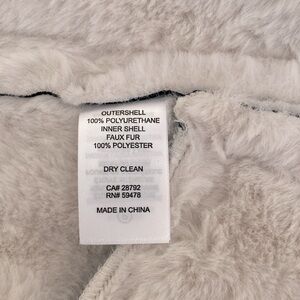 OUTERSHELL
100% POLYURETHANE
INNER SHELL
FAUX FUR
100% POLYESTER
DRY CLEAN
CA# 28792
RN# 59478
MADE IN CHINA